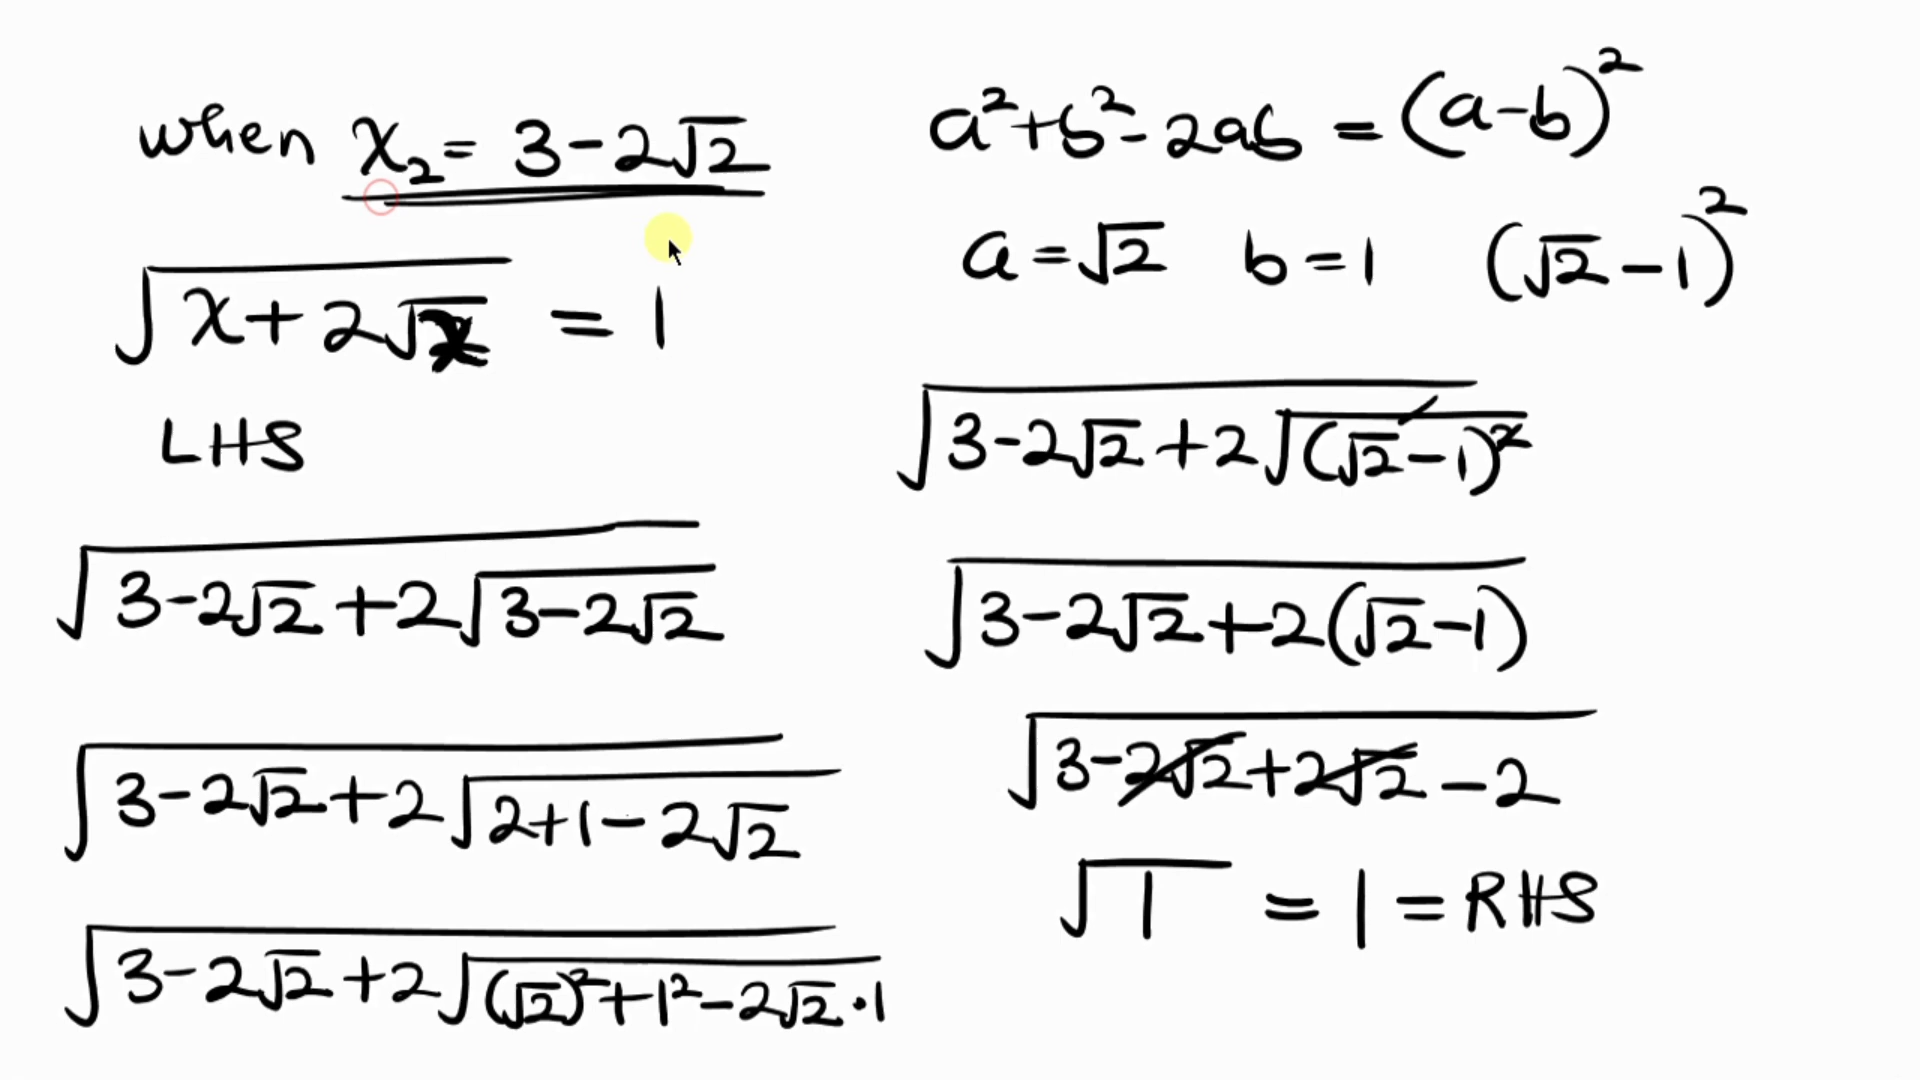 when x₂ = 3-2√2
√(x+2√x) = 1
LHS
√(3-2√2+2√(3-2√2))
√(3-2√2+2√(2+1-2√2))
√(3-2√2+2√((√2)²+1²-2√2·1))
a²+b²-2ab = (a-b)²
a=√2 b=1 (√2-1)²
√(3-2√2+2√((√2-1)²))
√(3-2√2+2(√2-1))
√(3-2√2+2√2-2)
√1 = 1 = RHS